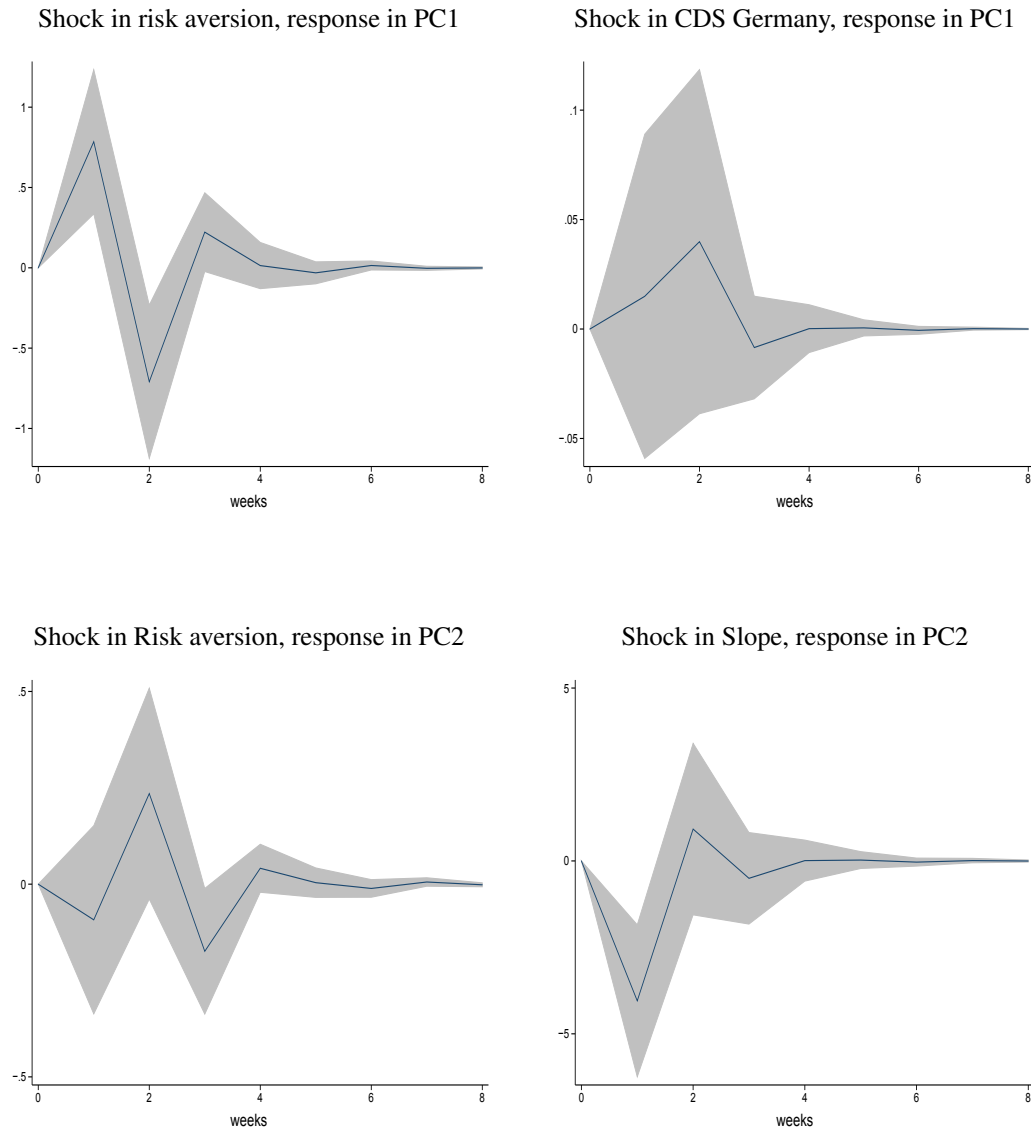 Shock in risk aversion, response in PC1
1
.5
0
−.5
−1
0 2 4 6 8
weeks
Shock in CDS Germany, response in PC1
.1
.05
0
−.05
0 2 4 6 8
weeks
Shock in Risk aversion, response in PC2
.5
0
−.5
0 2 4 6 8
weeks
Shock in Slope, response in PC2
5
0
−5
0 2 4 6 8
weeks